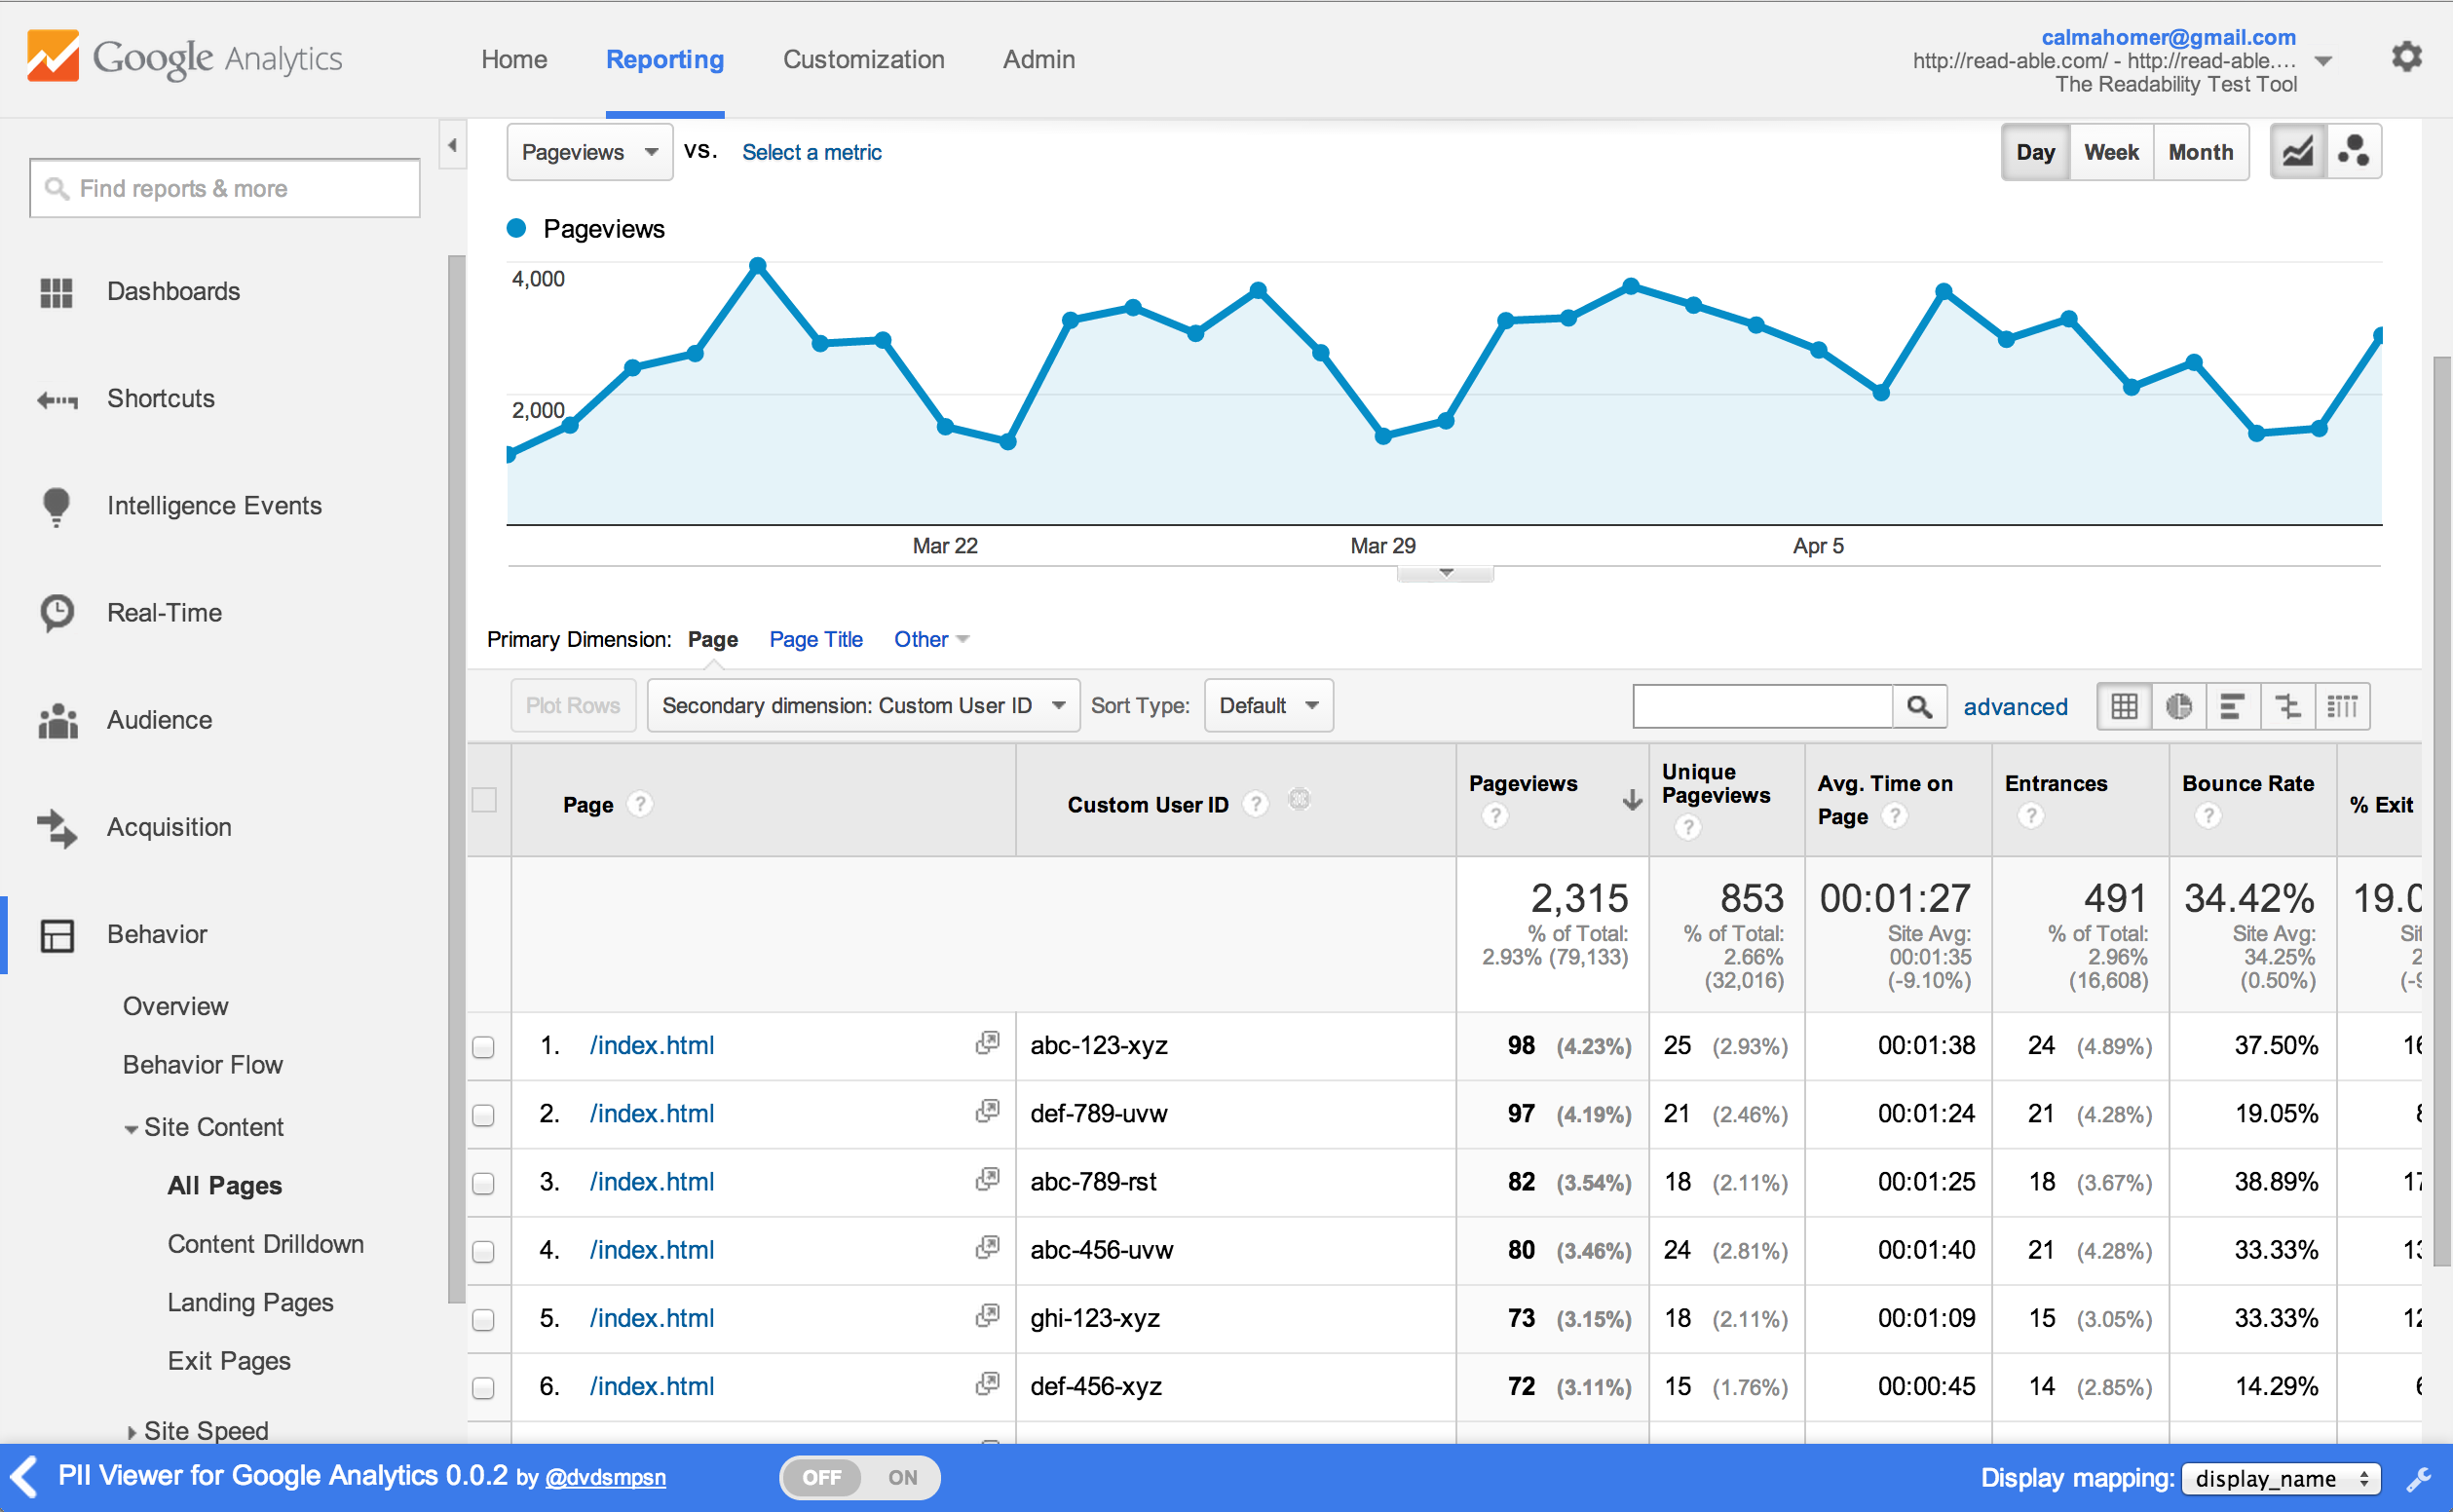 Google Analytics
Home Reporting Customization Admin
calmahomer@gmail.com
http://read-able.com/ - http://read-able....
The Readability Test Tool
Find reports & more
Dashboards
Shortcuts
Intelligence Events
Real-Time
Audience
Acquisition
Behavior
Overview
Behavior Flow
Site Content
All Pages
Content Drilldown
Landing Pages
Exit Pages
Site Speed
Pageviews VS. Select a metric
Day Week Month
Pageviews
4,000
2,000
Mar 22 Mar 29 Apr 5
Primary Dimension: Page Page Title Other
Plot Rows Secondary dimension: Custom User ID Sort Type: Default advanced
Page ? Custom User ID ? Pageviews ? Unique Pageviews ? Avg. Time on Page ? Entrances ? Bounce Rate ? % Exit
2,315 853 00:01:27 491 34.42% 19.0
% of Total: % of Total: Site Avg: % of Total: Site Avg:
2.93% (79,133) 2.66% 00:01:35 2.96% 34.25%
(32,016) (-9.10%) (16,608) (0.50%)
1. /index.html abc-123-xyz 98 (4.23%) 25 (2.93%) 00:01:38 24 (4.89%) 37.50% 16
2. /index.html def-789-uvw 97 (4.19%) 21 (2.46%) 00:01:24 21 (4.28%) 19.05%
3. /index.html abc-789-rst 82 (3.54%) 18 (2.11%) 00:01:25 18 (3.67%) 38.89% 17
4. /index.html abc-456-uvw 80 (3.46%) 24 (2.81%) 00:01:40 21 (4.28%) 33.33% 13
5. /index.html ghi-123-xyz 73 (3.15%) 18 (2.11%) 00:01:09 15 (3.05%) 33.33% 12
6. /index.html def-456-xyz 72 (3.11%) 15 (1.76%) 00:00:45 14 (2.85%) 14.29%
PII Viewer for Google Analytics 0.0.2 by @dvdsmpsn OFF ON Display mapping: display_name